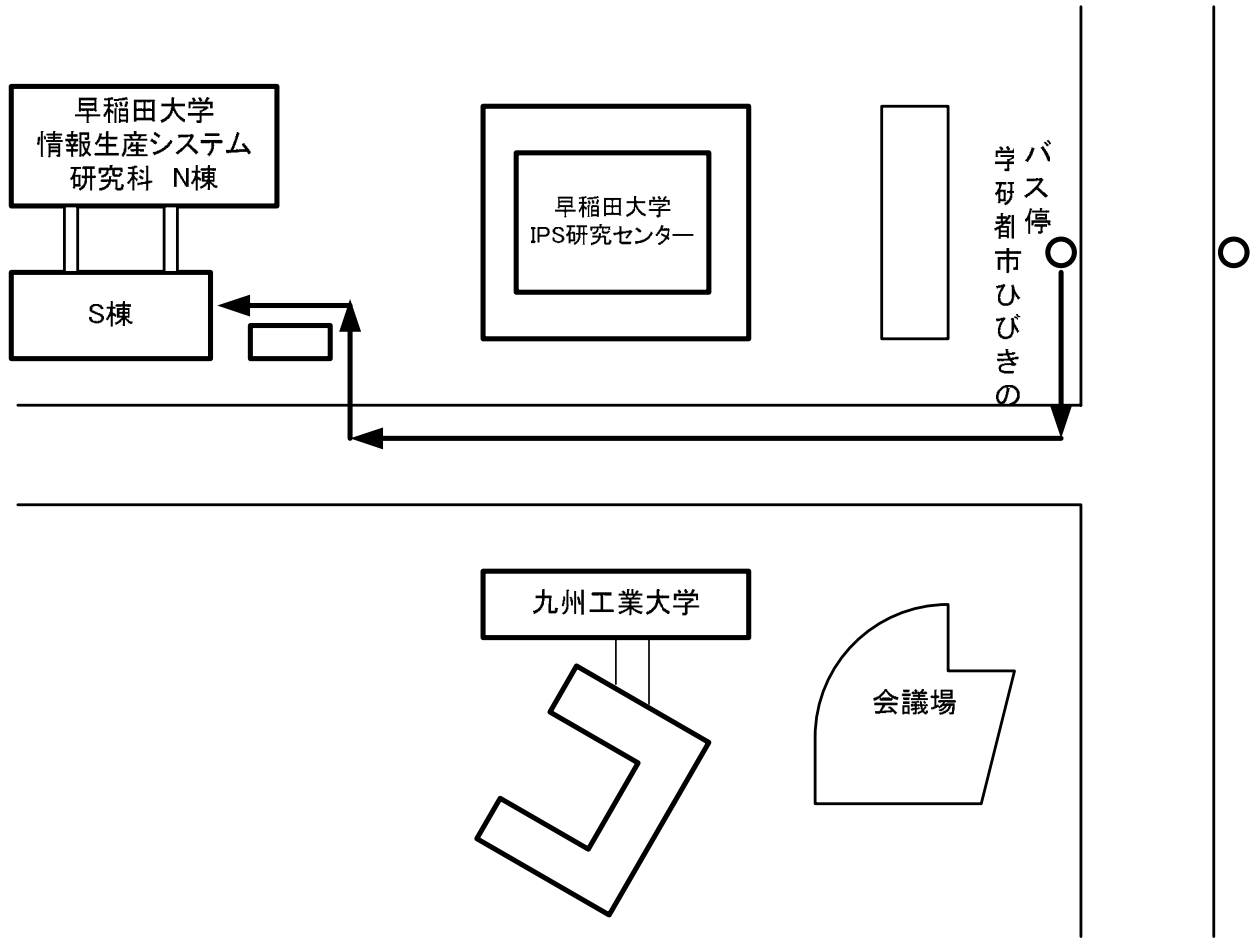 早稲田大学
情報生産システム
研究科　N棟
S棟
早稲田大学
IPS研究センター
バス停
学研都市ひびきの
九州工業大学
会議場